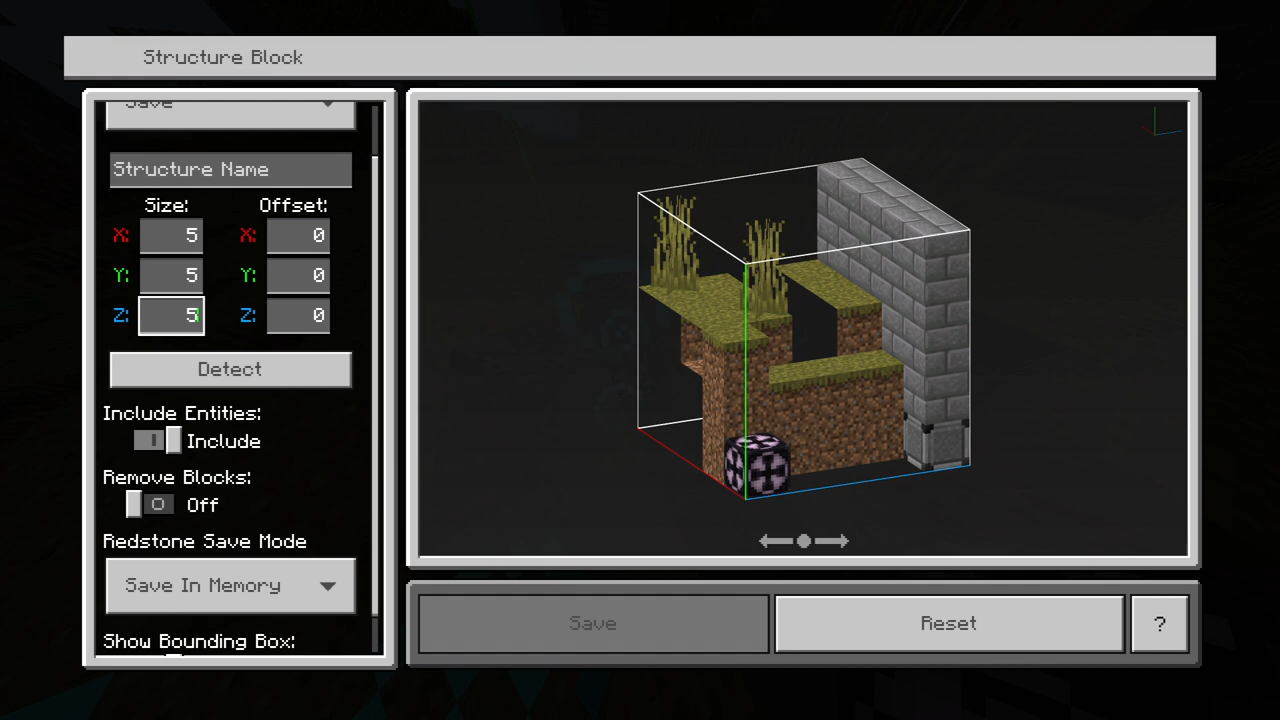 Structure Block
Save
Structure Name
Size: Offset:
X: 5 X: 0
Y: 5 Y: 0
Z: 5 Z: 0
Detect
Include Entities:
Include
Remove Blocks:
Off
Redstone Save Mode
Save In Memory
Show Bounding Box:
Save Reset ?